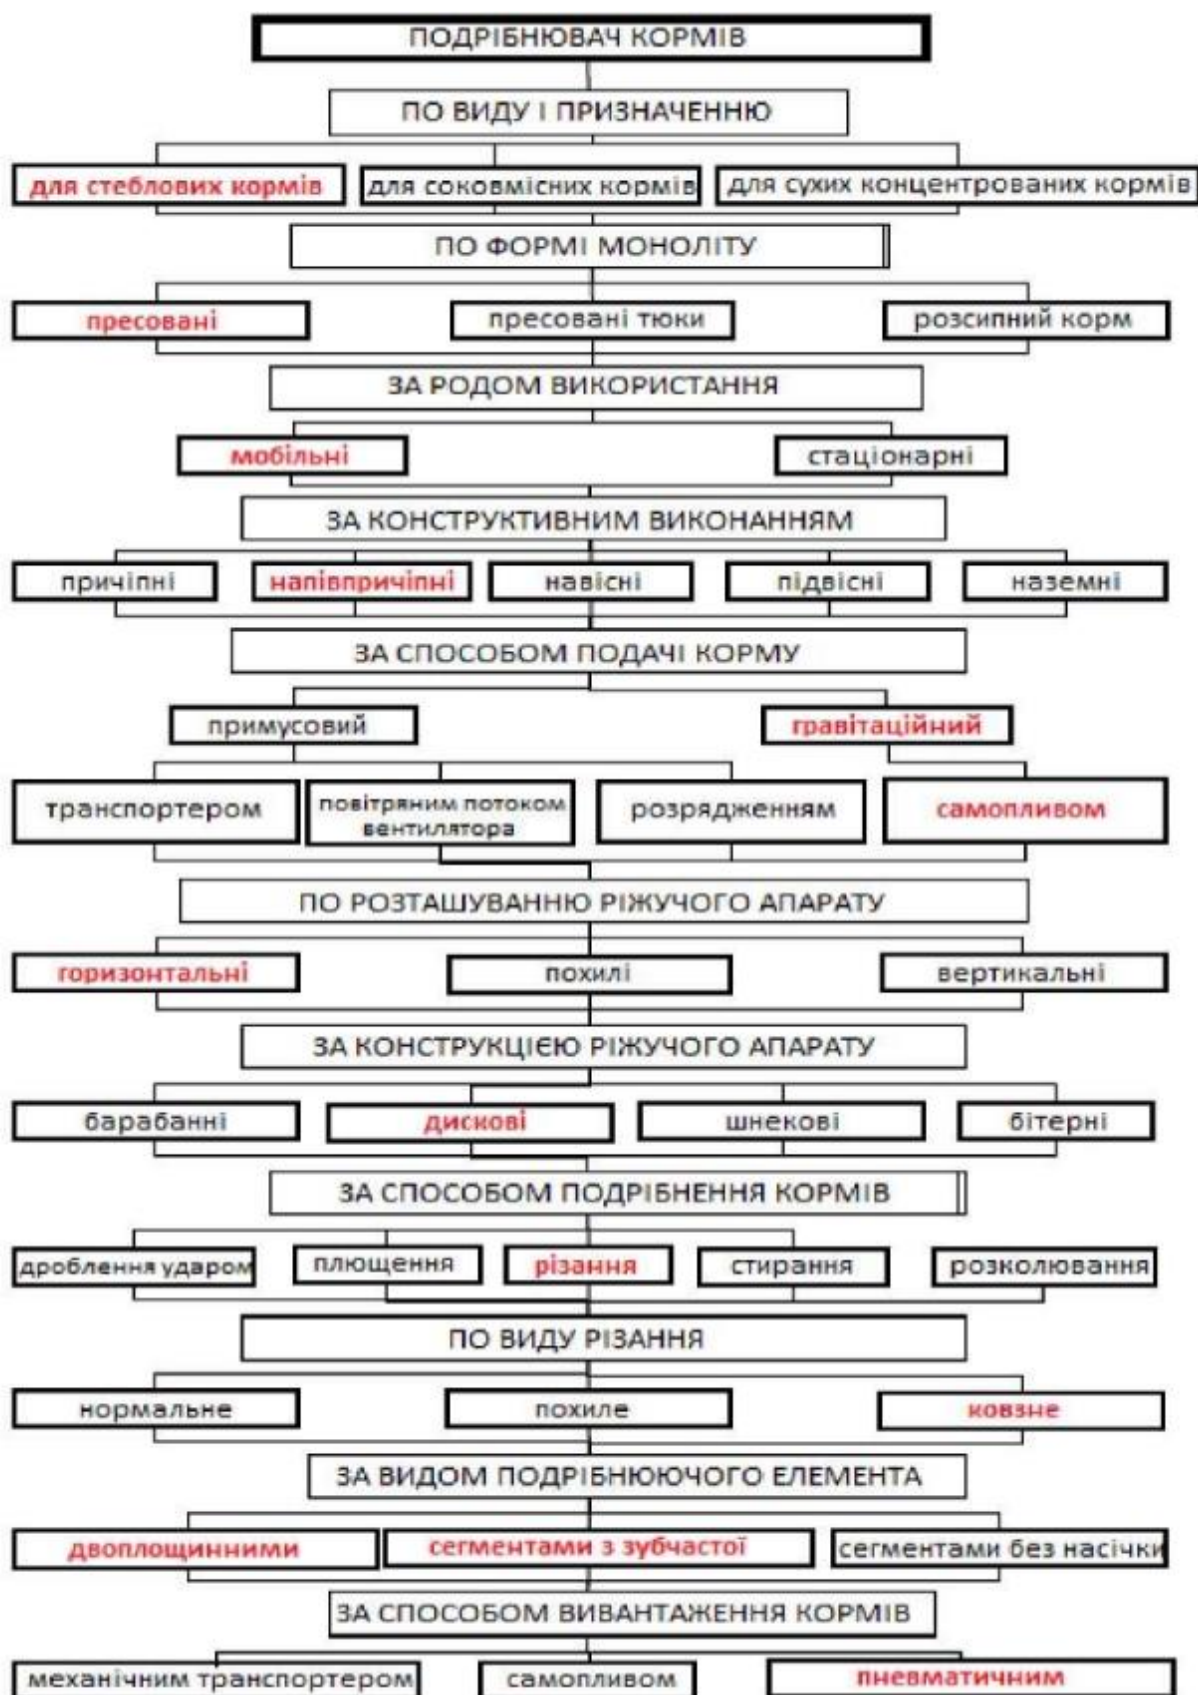 ПОДРІБНЮВАЧ КОРМІВ
ПО ВИДУ І ПРИЗНАЧЕННЮ
для стеблових кормів
для соковмісних кормів
для сухих концентрованих кормів
ПО ФОРМІ МОНОЛІТУ
пресовані
пресовані тюки
розсипний корм
ЗА РОДОМ ВИКОРИСТАННЯ
мобільні
стаціонарні
ЗА КОНСТРУКТИВНИМ ВИКОНАННЯМ
причіпні
напівпричіпні
навісні
підвісні
наземні
ЗА СПОСОБОМ ПОДАЧІ КОРМУ
примусовий
гравітаційний
транспортером
повітряним потоком
вентилятора
розрядженням
самопливом
ПО РОЗТАШУВАННЮ РІЖУЧОГО АПАРАТУ
горизонтальні
похилі
вертикальні
ЗА КОНСТРУКЦІЄЮ РІЖУЧОГО АПАРАТУ
барабанні
дискові
шнекові
бітерні
ЗА СПОСОБОМ ПОДРІБНЕННЯ КОРМІВ
дроблення ударом
плющення
різання
стирання
розколювання
ПО ВИДУ РІЗАННЯ
нормальне
похиле
ковзне
ЗА ВИДОМ ПОДРІБНЮЮЧОГО ЕЛЕМЕНТА
двоплощинними
сегментами з зубчастої
сегментами без насічки
ЗА СПОСОБОМ ВИВАНТАЖЕННЯ КОРМІВ
механічним транспортером
самопливом
пневматичним